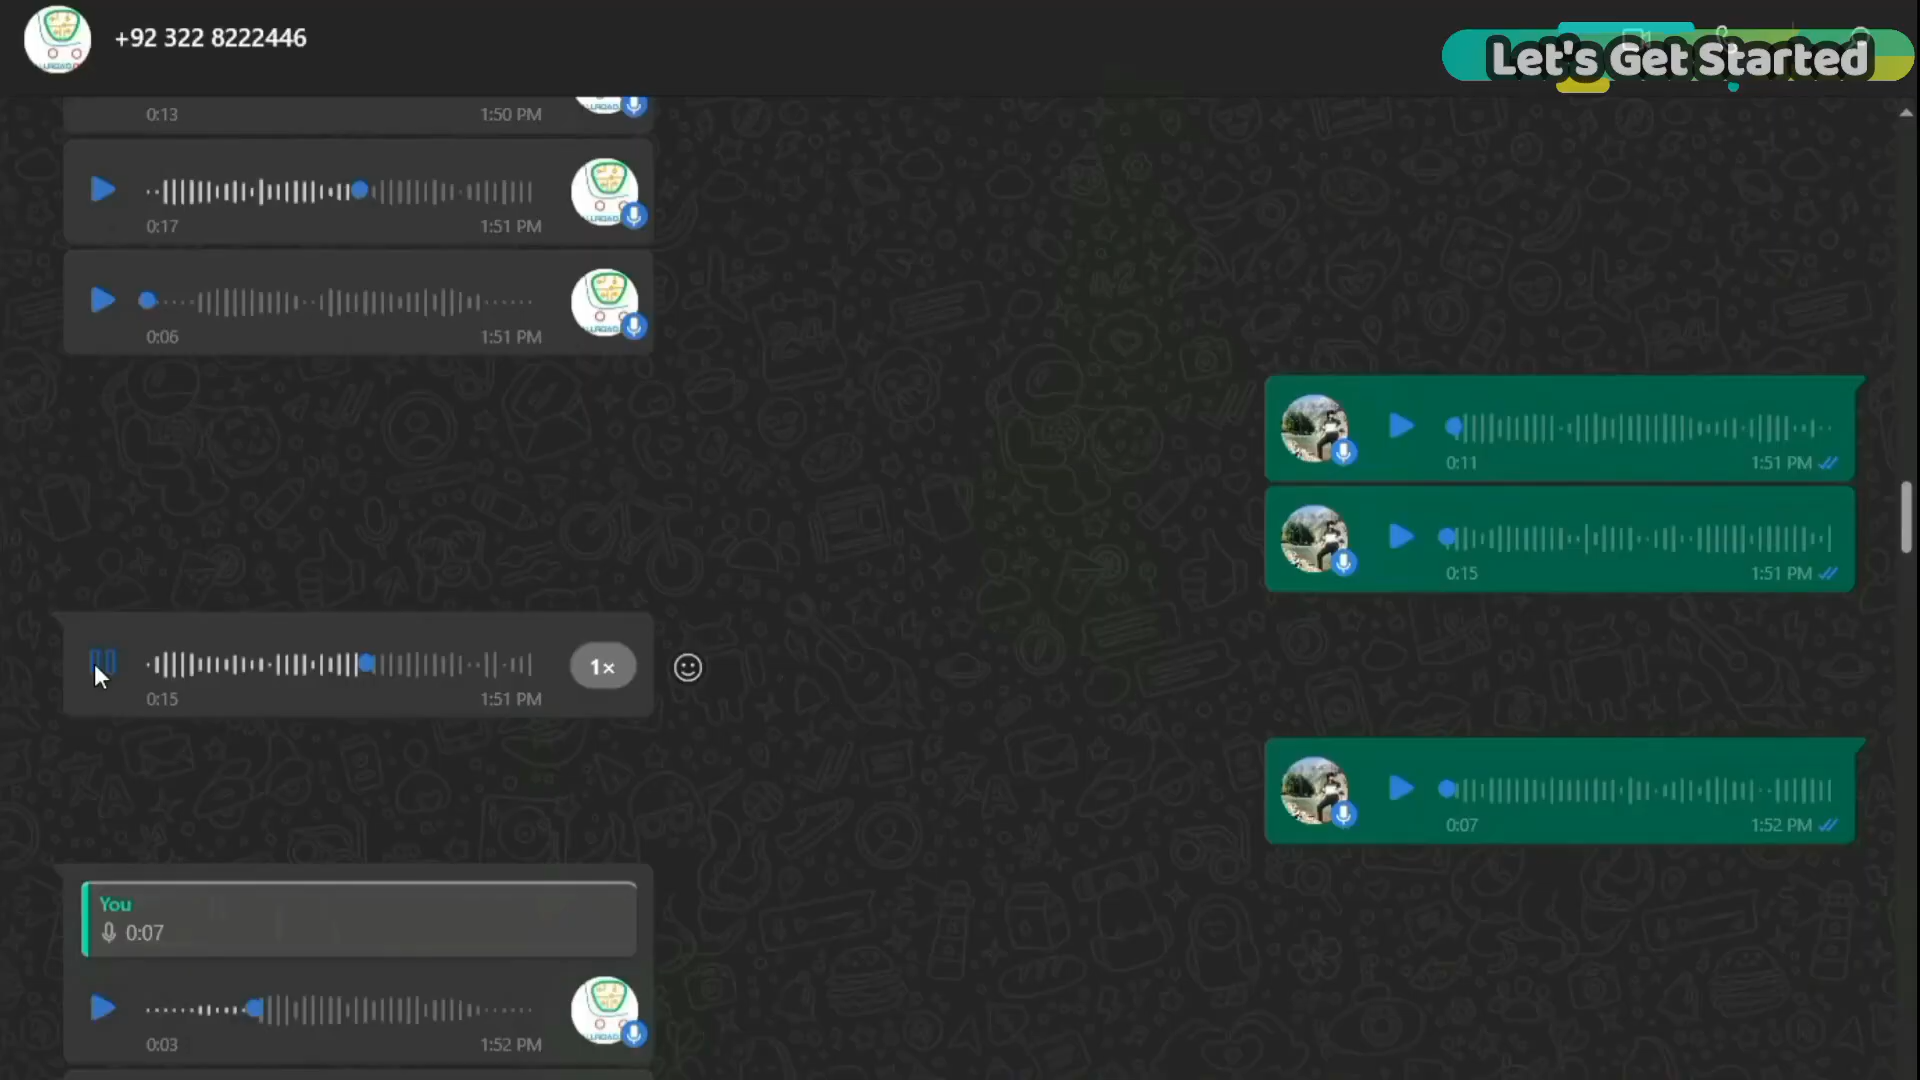 +92 322 8222446
Let's Get Started
0:13
1:50 PM
0:17
1:51 PM
0:06
1:51 PM
0:11
1:51 PM
0:15
1:51 PM
1×
0:15
1:51 PM
0:07
1:52 PM
You
0:07
0:03
1:52 PM